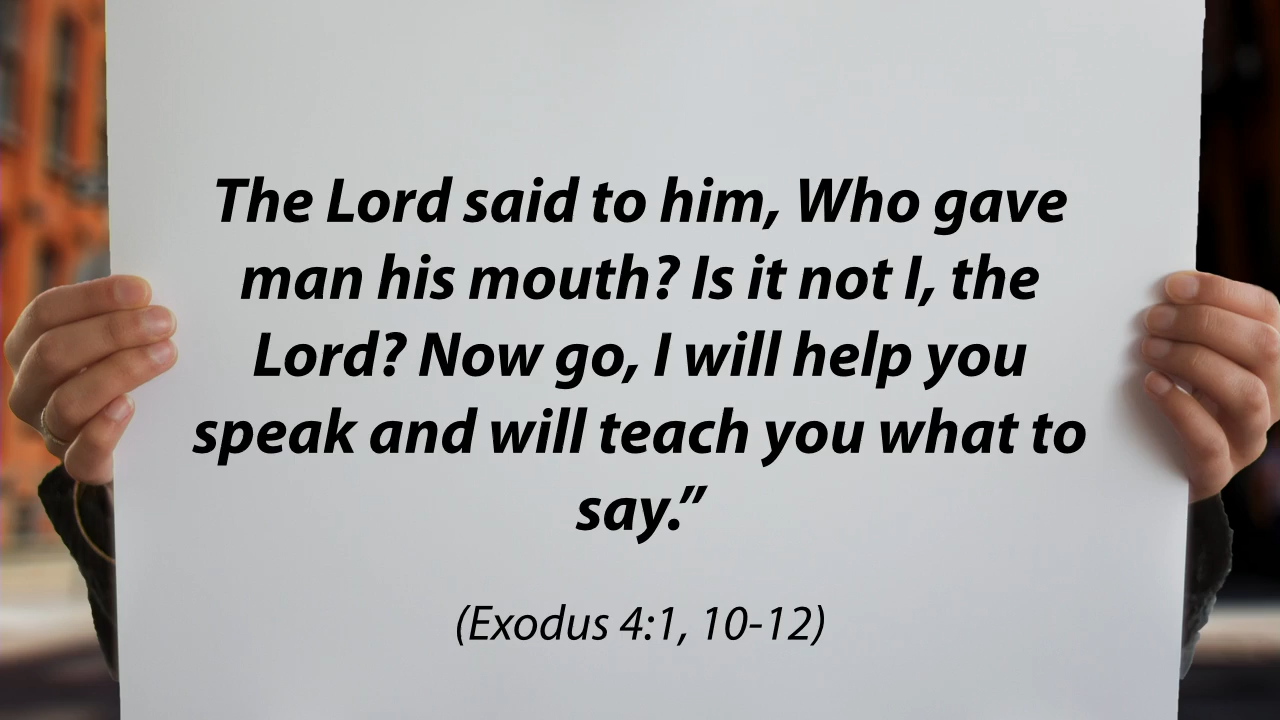 The Lord said to him, Who gave
man his mouth? Is it not I, the
Lord? Now go, I will help you
speak and will teach you what to
say.”
(Exodus 4:1, 10-12)